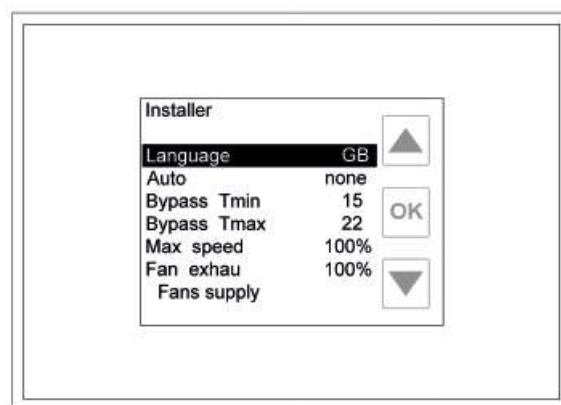 Installer
Language GB
Auto none
Bypass Tmin 15
Bypass Tmax 22
Max speed 100%
Fan exhau 100%
Fans supply
OK